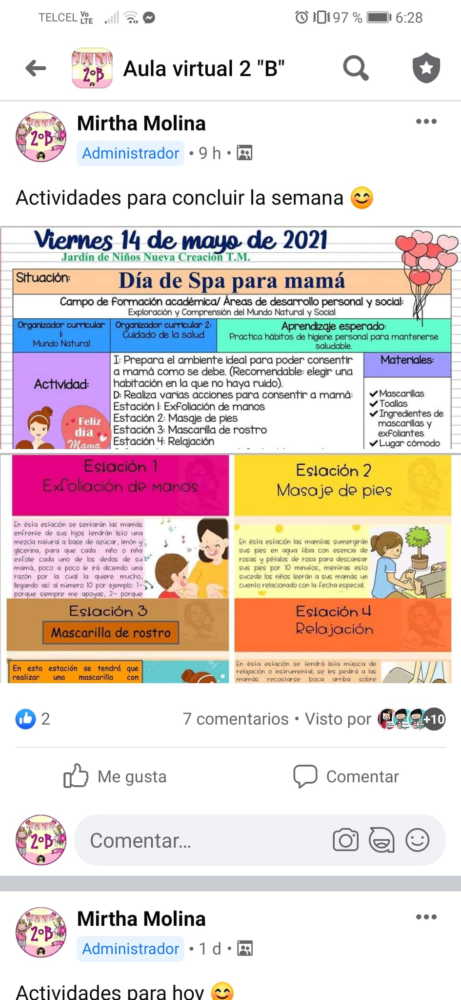 TELCEL Vo LTE 97 % 6:28
Aula virtual 2 "B"
Mirtha Molina
Administrador • 9 h •
Actividades para concluir la semana 😊
Viernes 14 de mayo de 2021
Jardín de Niños Nueva Creación T.M.
Situación:
Día de Spa para mamá
Campo de formación académica/ Áreas de desarrollo personal y social:
Exploración y Comprensión del Mundo Natural y Social
Organizador curricular
1:
Mundo Natural
Organizador curricular 2:
Cuidado de la salud
Aprendizaje esperado:
Practica hábitos de higiene personal para mantenerse
saludable.
Actividad:
Feliz
día
Mama
I: Prepara el ambiente ideal para poder consentir
a mamá como se debe. (Recomendable: elegir una
habitación en la que no haya ruido).
D: Realiza varias acciones para consentir a mamá:
Estación 1: Exfoliación de manos
Estación 2: Masaje de pies
Estación 3: Mascarilla de rostro
Estación 4: Relajación
Materiales:
✓Mascarillas
✓Toallas
✓Ingredientes de
mascarillas y
exfoliantes
✓Lugar cómodo
Estación 1
Exfoliación de manos
En ésta estación se sentarán las mamás
enfrente de sus hijos tendrán listo una
mezcla natural a base de azúcar, limón y
glicerina, para que cada niño o niña
exfolie cada uno de los dedos de su
mamá, poco a poco le irá diciendo una
razón por la cual la quiere mucho,
llegando así al número 10 por ejemplo: 1-
porque siempre me apoyas, 2- porque
Estación 2
Masaje de pies
En ésta estación las mamitas sumergirán
sus pies en agua tibia con esencia de
rosas y pétalos de rosa para descansar
sus pies por 10 minutos, mientras esto
sucede los niños leerán a sus mamás un
cuento relacionado con la fecha especial.
Estación 3
Mascarilla de rostro
En esta estación se tendrá que
realizar una mascarilla con
Estación 4
Relajación
En ésta estación se tendrá lista música de
relajación o instrumental, se les pedirá a las
mamás recostarse boca arriba sobre
2
7 comentarios • Visto por +10
Me gusta
Comentar
2°B
Comentar...
Mirtha Molina
Administrador • 1 d •
Actividades para hoy 😊